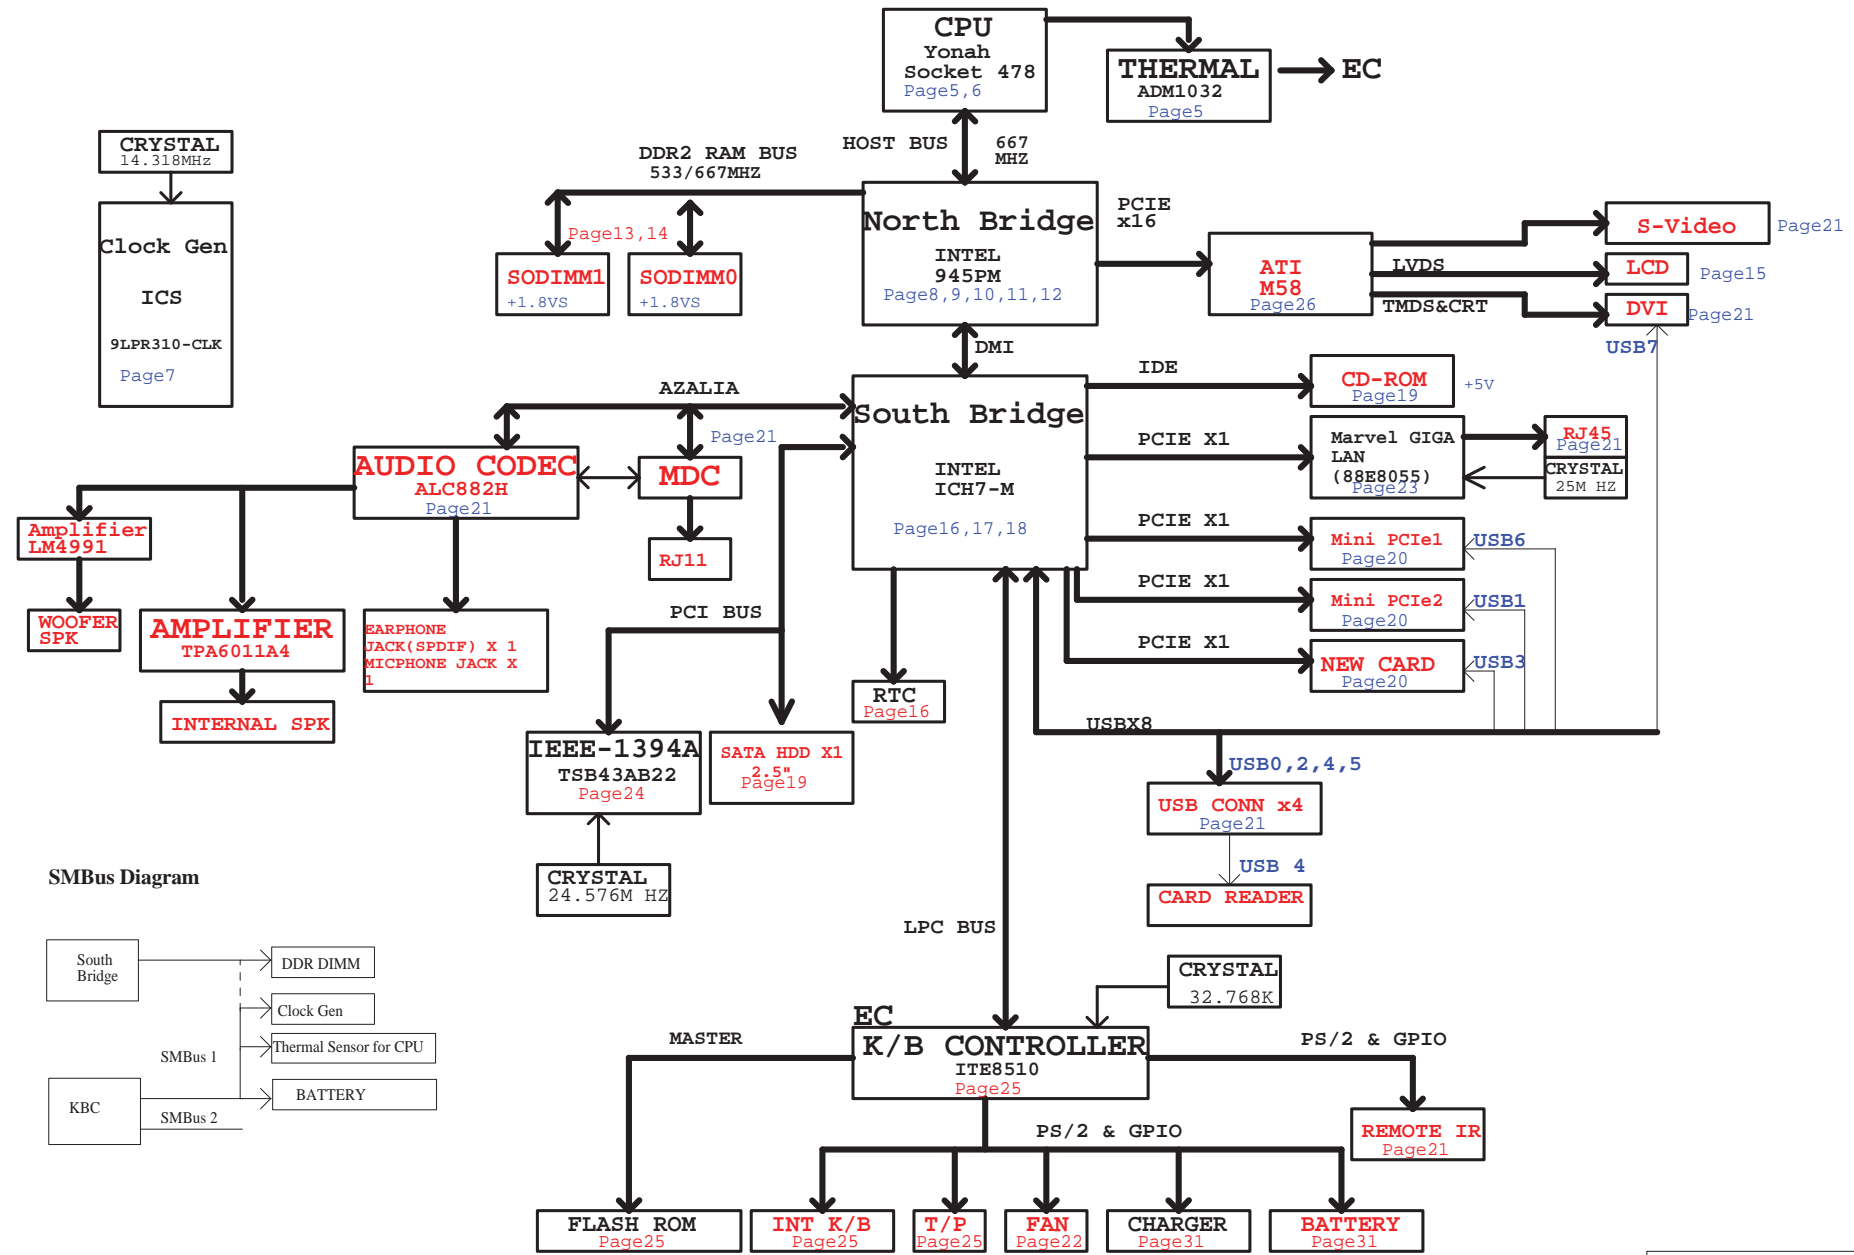 CPU
Yonah
Socket 478
Page5,6
THERMAL
ADM1032
Page5
EC
CRYSTAL
14.318MHz
Clock Gen
ICS
9LPR310-CLK
Page7
HOST BUS
667
MHZ
DDR2 RAM BUS
533/667MHZ
Page13,14
SODIMM1
+1.8VS
SODIMM0
+1.8VS
North Bridge
INTEL
945PM
Page8,9,10,11,12
PCIE
x16
ATI
M58
Page26
LVDS
TMDS&CRT
S-Video
Page21
LCD
Page15
DVI
Page21
USB7
DMI
AZALIA
Page21
South Bridge
INTEL
ICH7-M
Page16,17,18
IDE
CD-ROM
Page19
+5V
PCIE X1
Marvel GIGA
LAN
(88E8055)
Page23
RJ45
Page21
CRYSTAL
25M HZ
PCIE X1
Mini PCIe1
Page20
USB6
PCIE X1
Mini PCIe2
Page20
USB1
PCIE X1
NEW CARD
Page20
USB3
USBX8
AUDIO CODEC
ALC882H
Page21
MDC
RJ11
Amplifier
LM4991
WOOFER
SPK
AMPLIFIER
TPA6011A4
INTERNAL SPK
EARPHONE
JACK(SPDIF) X 1
MICPHONE JACK X
1
PCI BUS
IEEE-1394A
TSB43AB22
Page24
SATA HDD X1
2.5"
Page19
RTC
Page16
CRYSTAL
24.576M HZ
USB0,2,4,5
USB CONN x4
Page21
USB 4
CARD READER
LPC BUS
CRYSTAL
32.768K
EC
K/B CONTROLLER
ITE8510
Page25
MASTER
PS/2 & GPIO
PS/2 & GPIO
REMOTE IR
Page21
FLASH ROM
Page25
INT K/B
Page25
T/P
Page25
FAN
Page22
CHARGER
Page31
BATTERY
Page31
SMBus Diagram
South
Bridge
DDR DIMM
Clock Gen
Thermal Sensor for CPU
SMBus 1
KBC
BATTERY
SMBus 2